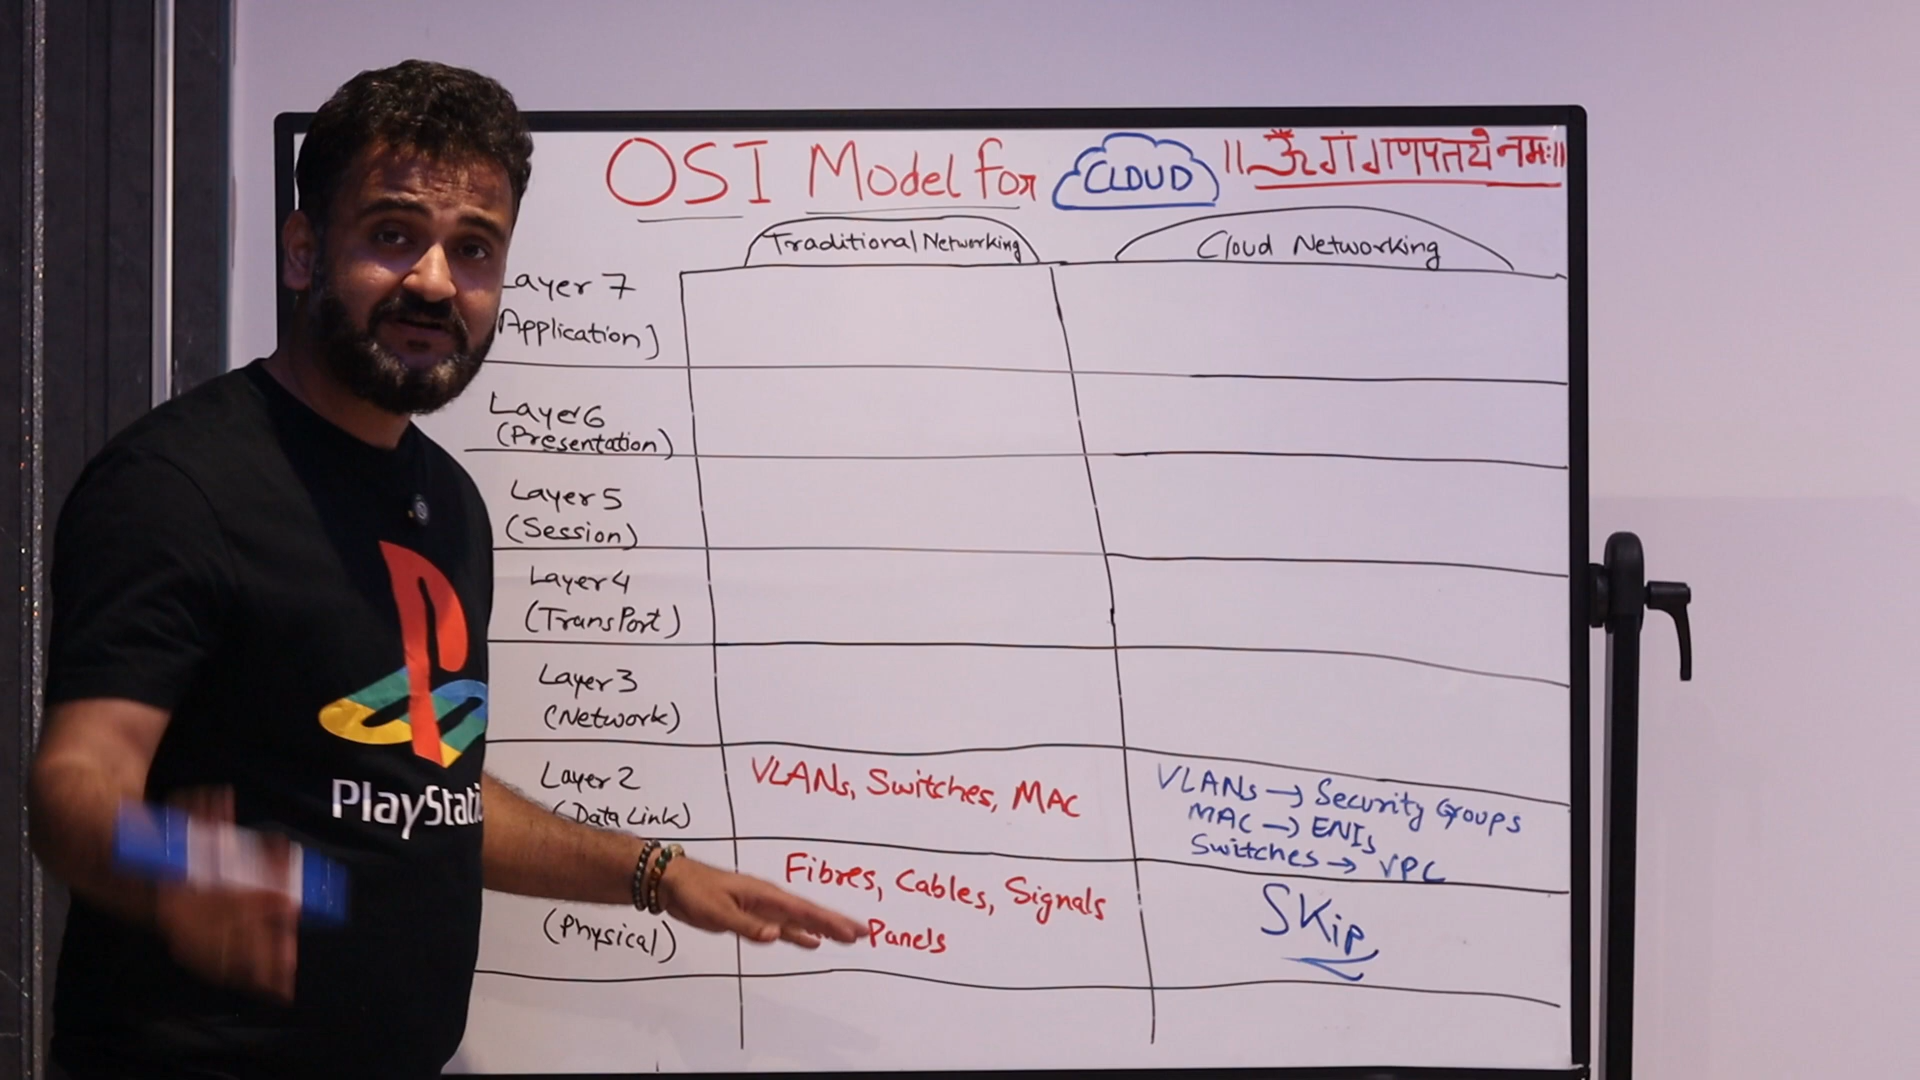 OSI Model for CLOUD ॥ ॐ गं गणपतये नमः॥
Traditional Networking
Cloud Networking
Layer 7
(Application)
Layer 6
(Presentation)
Layer 5
(Session)
Layer 4
(TransPort)
Layer 3
(Network)
Layer 2
(Data Link)
VLANs, Switches, MAC
VLANs → Security Groups
MAC → ENIs
Switches → VPC
(Physical)
Fibres, Cables, Signals
Panels
SKip
PlayStati